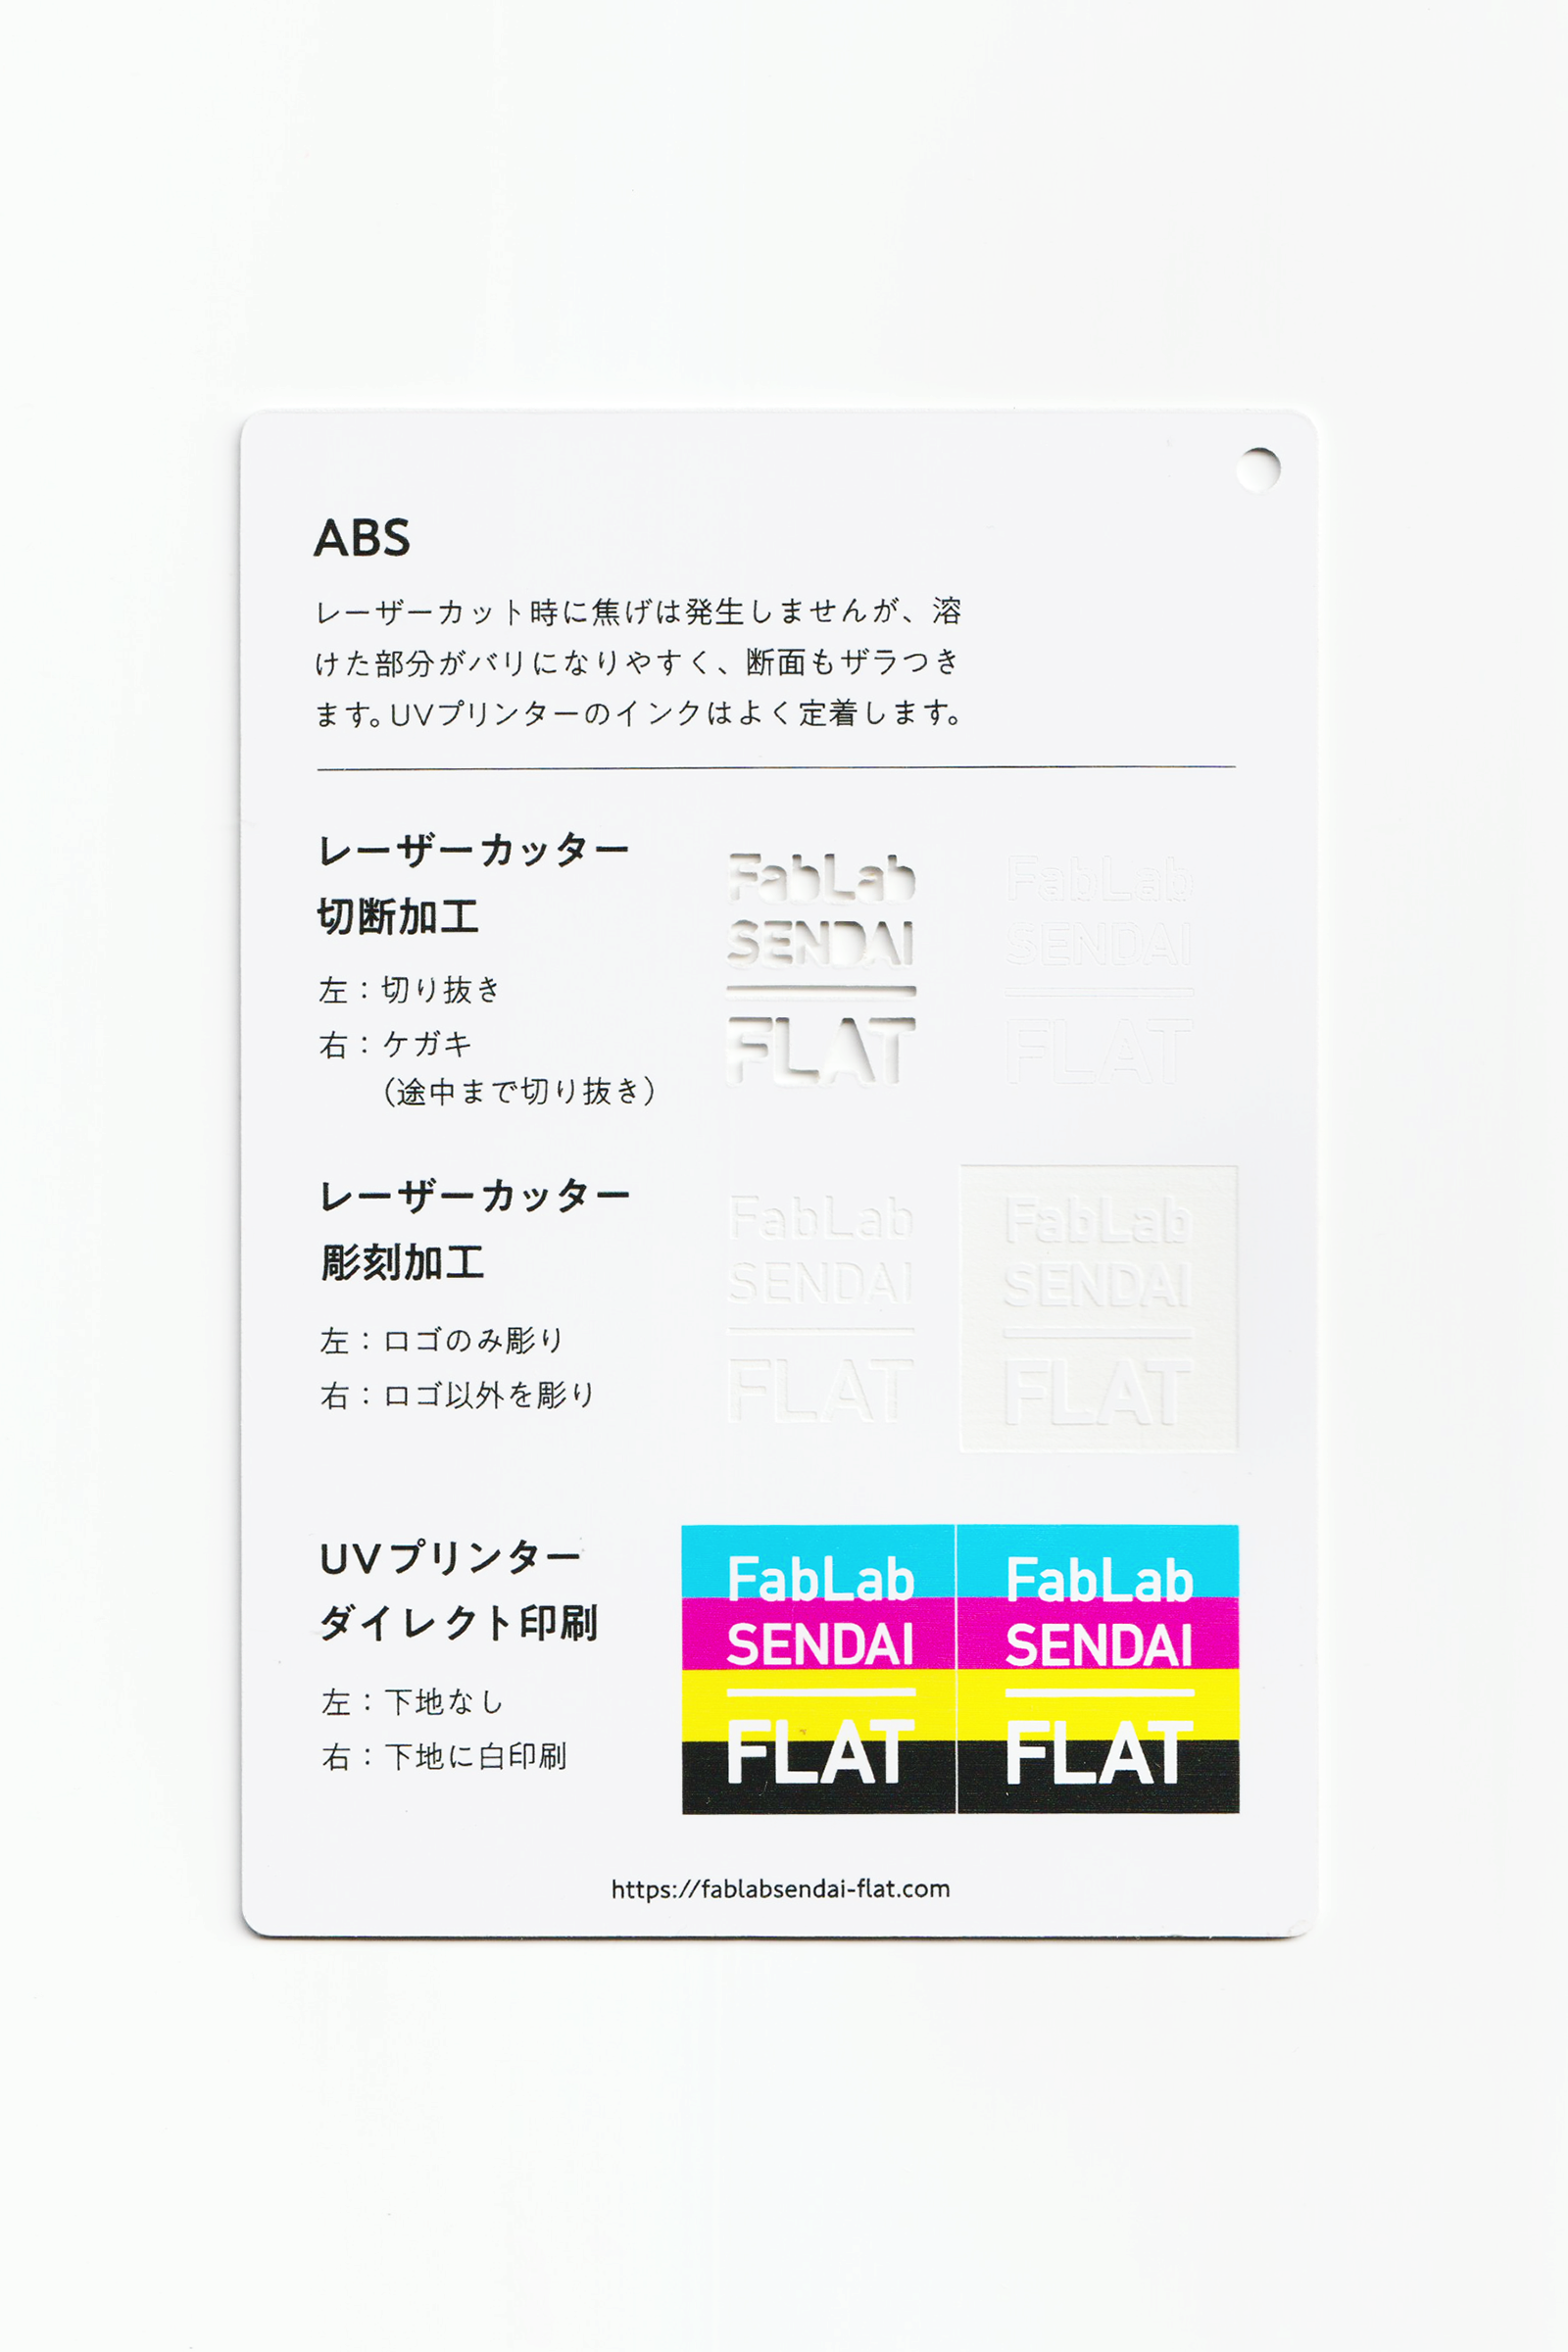 ABS
レーザーカット時に焦げは発生しませんが、溶
けた部分がバリになりやすく、断面もザラつき
ます。UVプリンターのインクはよく定着します。
レーザーカッター
切断加工
左：切り抜き
右：ケガキ
（途中まで切り抜き）
FabLab
SENDAI
FLAT
FabLab
SENDAI
FLAT
レーザーカッター
彫刻加工
左：ロゴのみ彫り
右：ロゴ以外を彫り
FabLab
SENDAI
FLAT
FabLab
SENDAI
FLAT
UVプリンター
ダイレクト印刷
左：下地なし
右：下地に白印刷
FabLab
SENDAI
FLAT
FabLab
SENDAI
FLAT
https://fablabsendai-flat.com